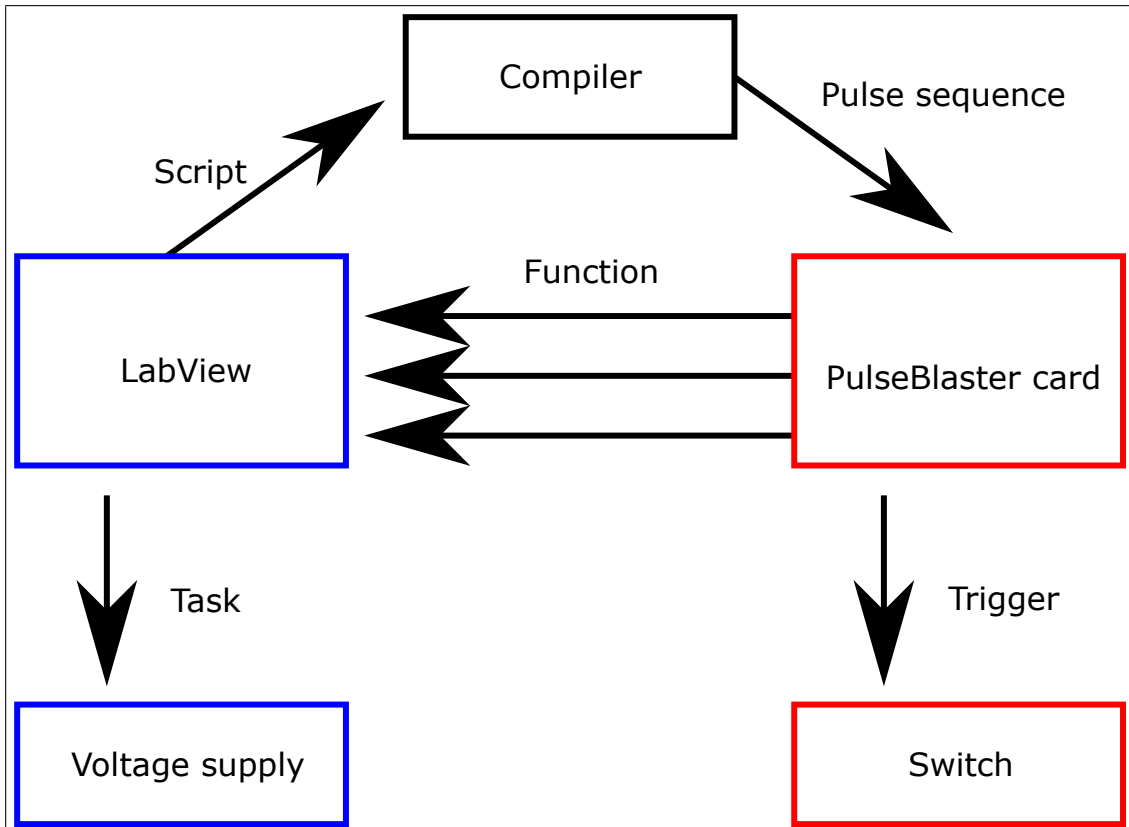 Compiler
Pulse sequence
Script
Function
LabView
PulseBlaster card
Task
Trigger
Voltage supply
Switch